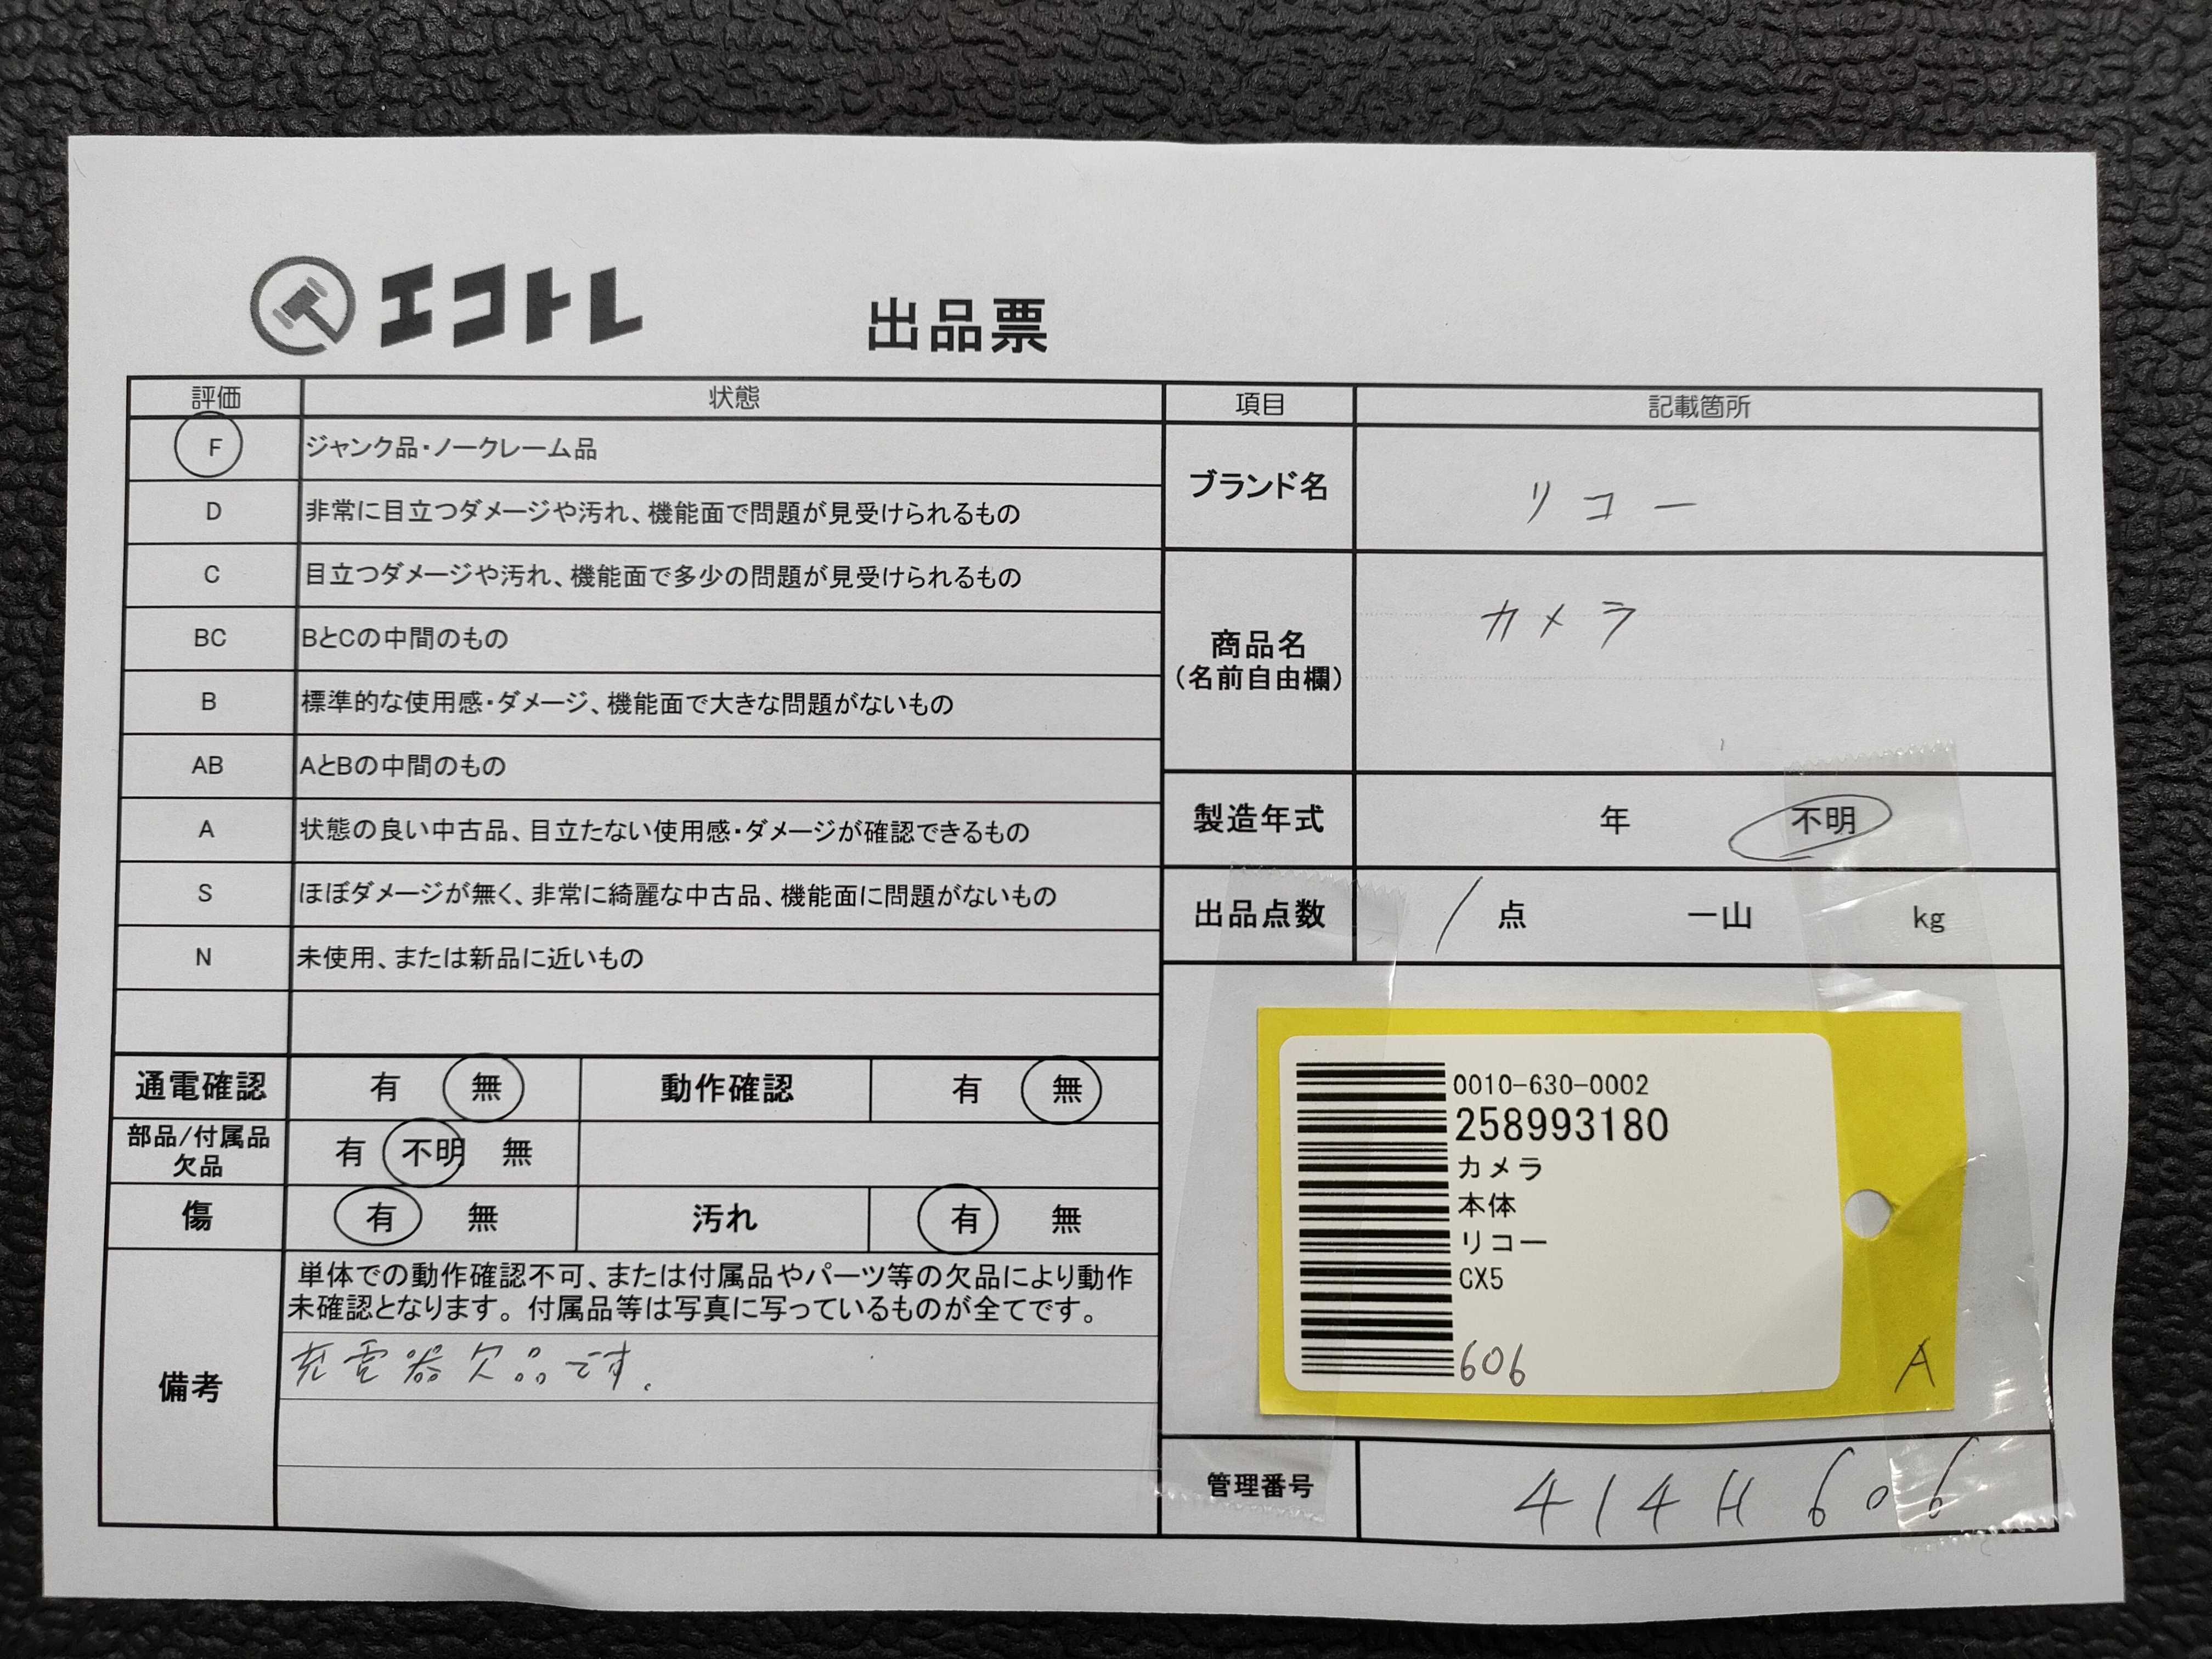 エコトレ
出品票
評価 状態
F ジャンク品・ノークレーム品
D 非常に目立つダメージや汚れ、機能面で問題が見受けられるもの
C 目立つダメージや汚れ、機能面で多少の問題が見受けられるもの
BC BとCの中間のもの
B 標準的な使用感・ダメージ、機能面で大きな問題がないもの
AB AとBの中間のもの
A 状態の良い中古品、目立たない使用感・ダメージが確認できるもの
S ほぼダメージが無く、非常に綺麗な中古品、機能面に問題がないもの
N 未使用、または新品に近いもの
通電確認 有 無 動作確認 有 無
部品/付属品
欠品 有 不明 無
傷 有 無 汚れ 有 無
備考
単体での動作確認不可、または付属品やパーツ等の欠品により動作
未確認となります。付属品等は写真に写っているものが全てです。
充電器欠品です.
項目 記載箇所
ブランド名 リコー
商品名
(名前自由欄)
カメラ
製造年式 年 不明
出品点数 1 点 一山 kg
0010-630-0002
258993180
カメラ
本体
リコー
CX5
606
A
管理番号 414H606